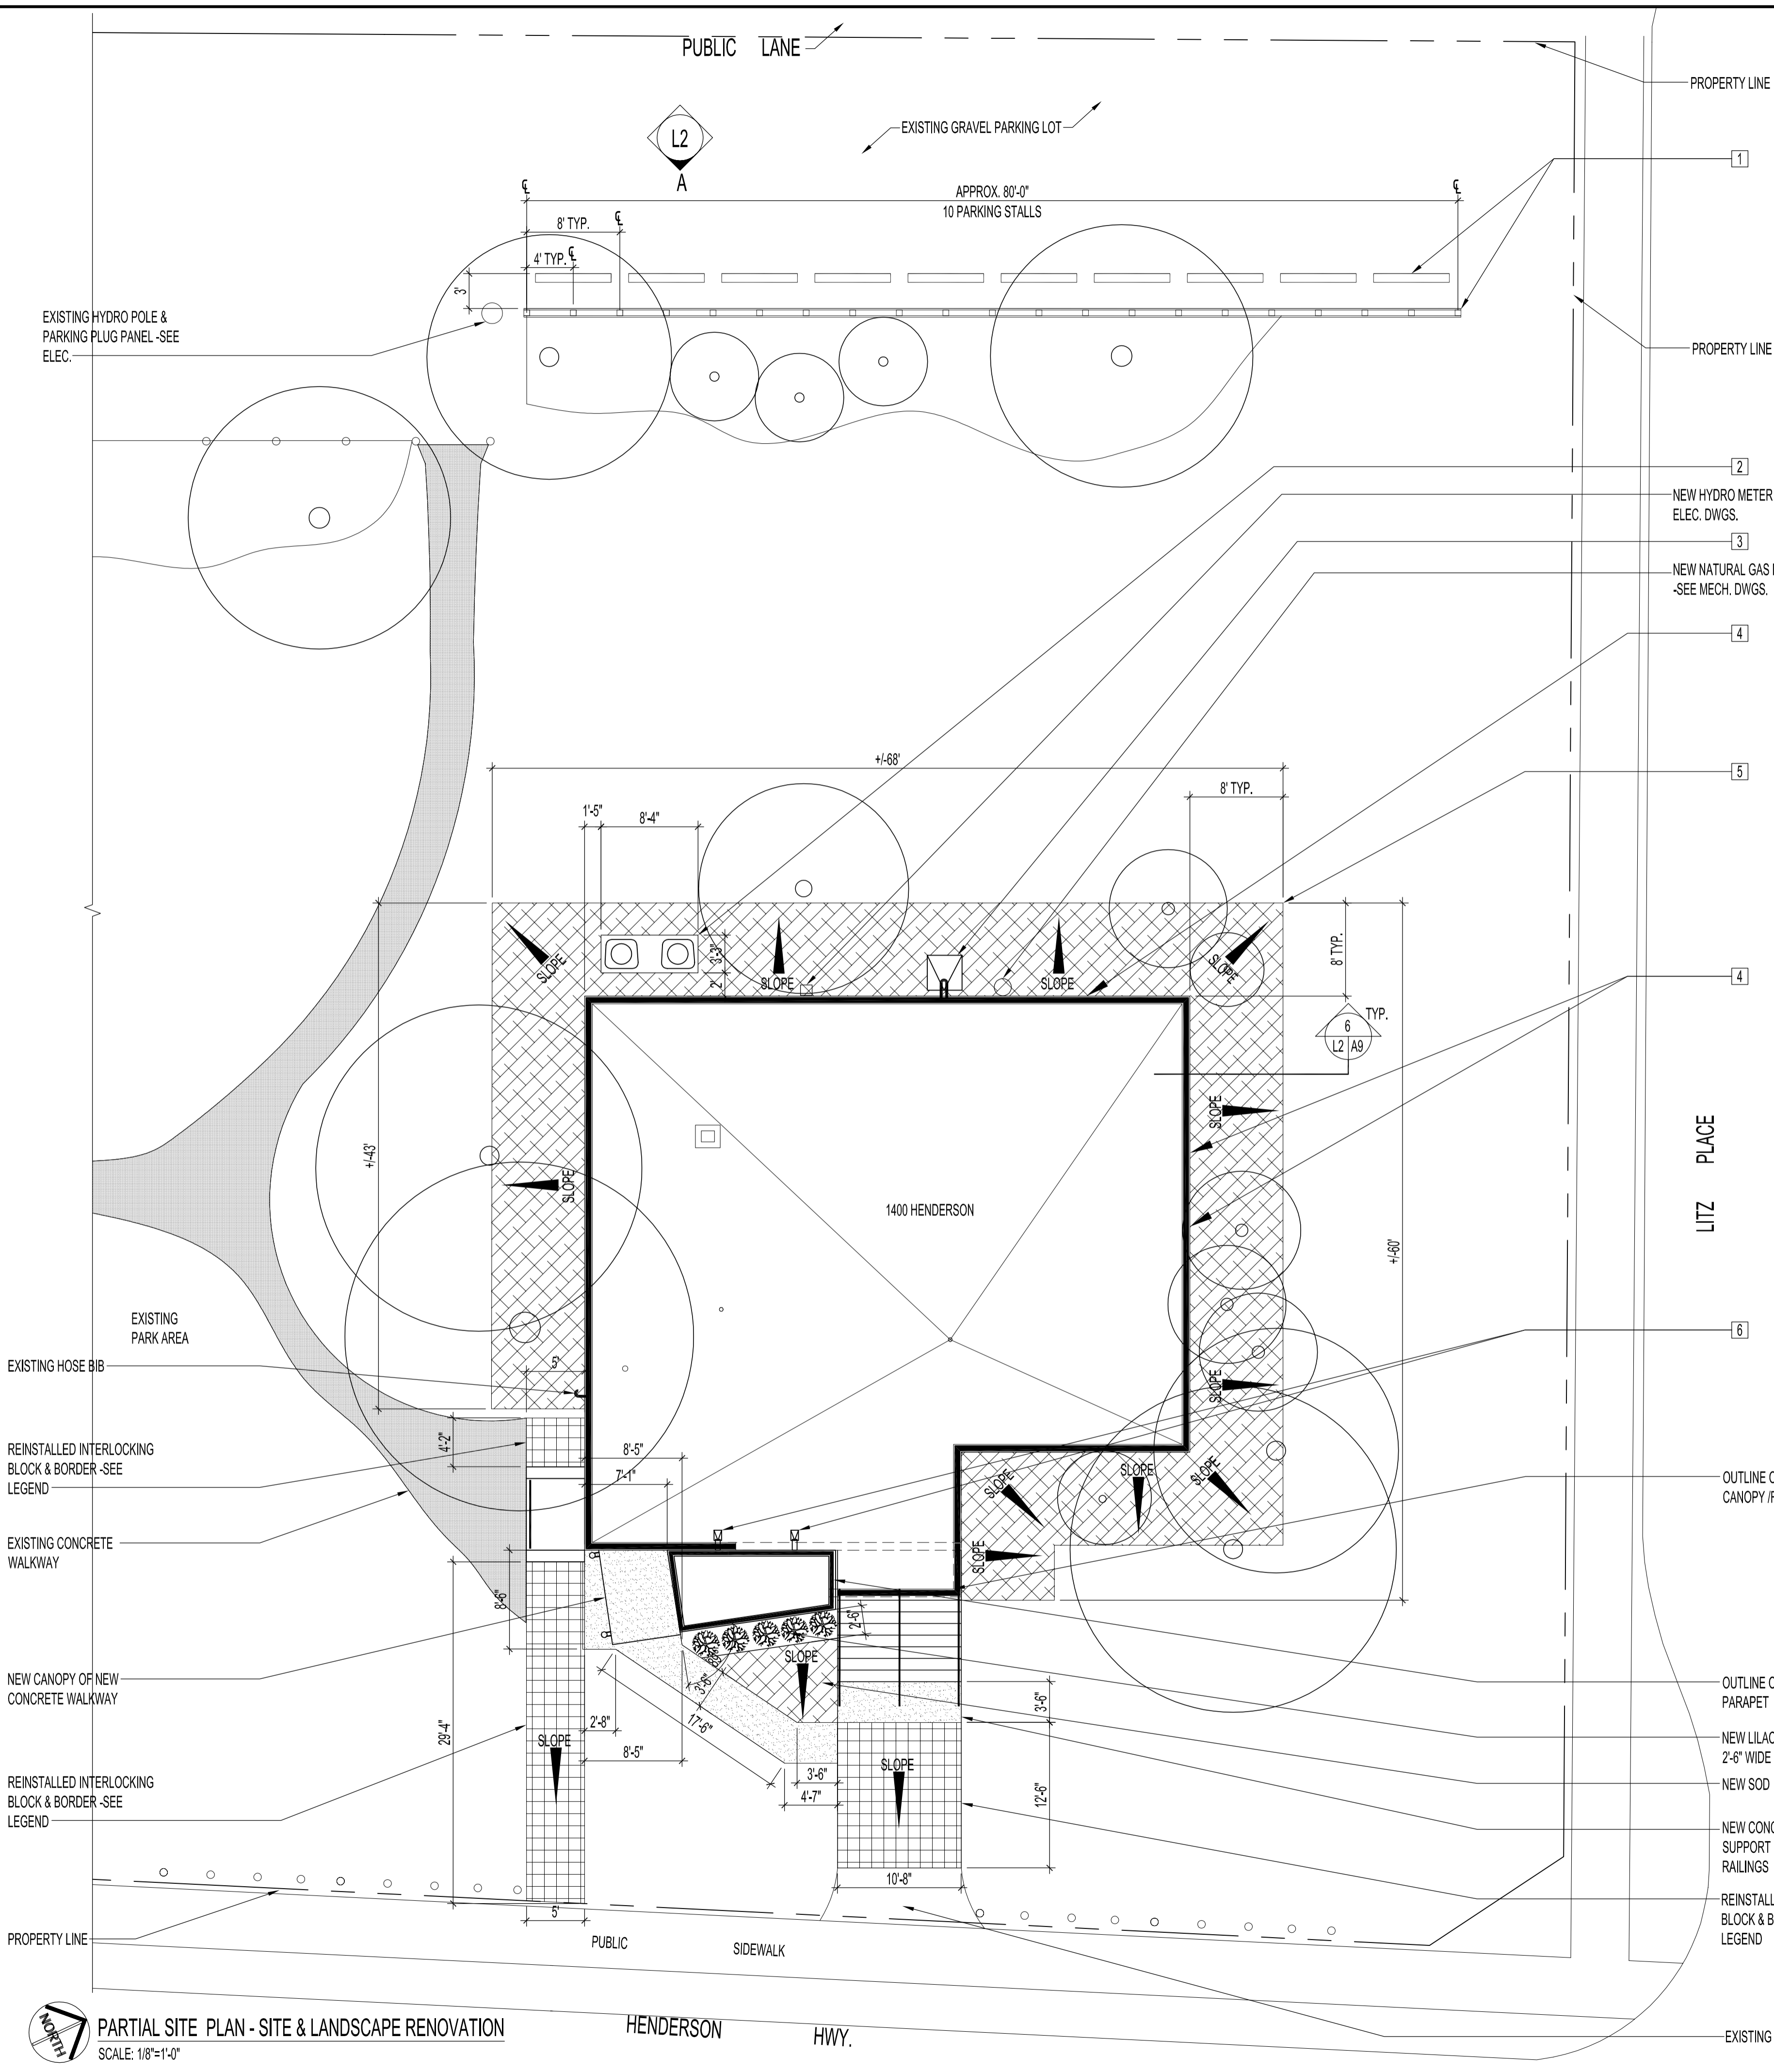 PUBLIC LANE
PROPERTY LINE
L2
A
EXISTING GRAVEL PARKING LOT
1
APPROX. 80'-0"
10 PARKING STALLS
8' TYP.
4' TYP.
3'
EXISTING HYDRO POLE &
PARKING PLUG PANEL -SEE
ELEC.
PROPERTY LINE
2
NEW HYDRO METER
ELEC. DWGS.
3
NEW NATURAL GAS
-SEE MECH. DWGS.
4
+/-68'
5
8' TYP.
1'-5"
8'-4"
3'-3"
2'
8' TYP.
SLOPE
SLOPE
SLOPE
SLOPE
4
6
TYP.
L2 A9
SLOPE
LITZ PLACE
+/-43'
SLOPE
1400 HENDERSON
+/-60'
EXISTING
PARK AREA
6
EXISTING HOSE BIB
5'
SLOPE
REINSTALLED INTERLOCKING
BLOCK & BORDER -SEE
LEGEND
4'-2"
8'-5"
7'-1"
SLOPE
SLOPE
SLOPE
OUTLINE
CANOPY
EXISTING CONCRETE
WALKWAY
SLOPE
8'-6"
2'-6"
NEW CANOPY OF NEW
CONCRETE WALKWAY
SLOPE
3'-6"
OUTLINE
PARAPET
3'-6"
17'-6"
2'-8"
29'-4"
8'-5"
SLOPE
SLOPE
NEW LILAC
2'-6" WIDE
NEW SOD
REINSTALLED INTERLOCKING
BLOCK & BORDER -SEE
LEGEND
3'-6"
4'-7"
12'-6"
NEW
SUPPORT
RAILINGS
10'-8"
BLOCK &
LEGEND
5'
PROPERTY LINE
PUBLIC SIDEWALK
NORTH
PARTIAL SITE PLAN - SITE & LANDSCAPE RENOVATION
SCALE: 1/8"=1'-0"
HENDERSON HWY.
EXISTING